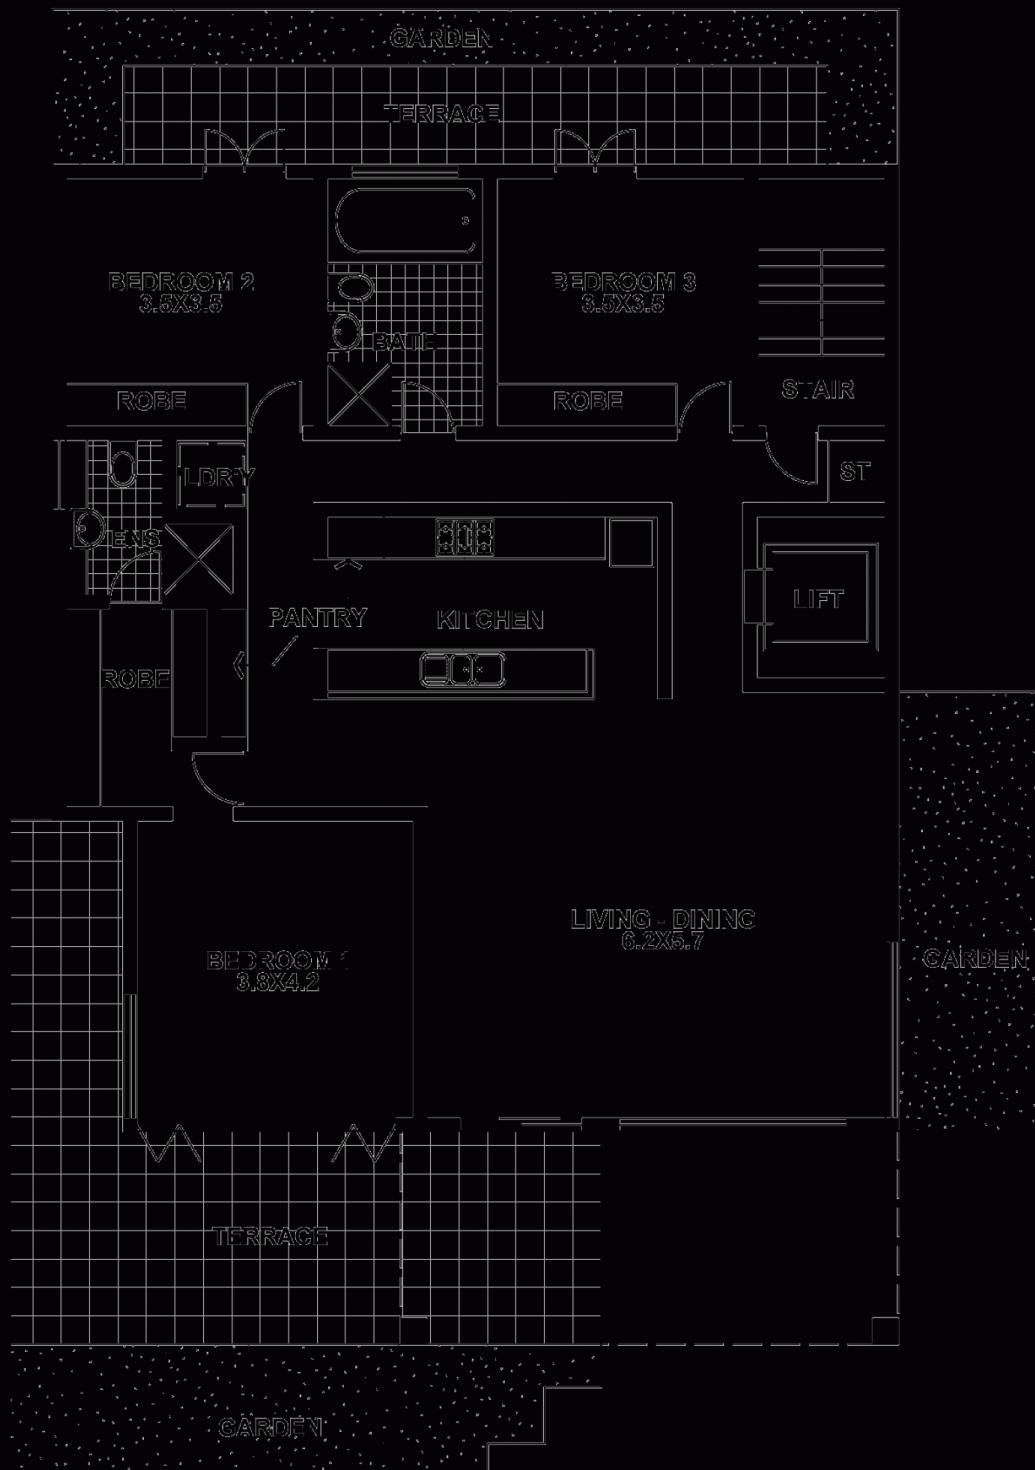 GARDEN
TERRACE
BEDROOM 2
3.5X3.5
BEDROOM 3
3.5X3.5
BATH
ROBE
ROBE
STAIR
LDR'Y
ST
ENS
LIFT
PANTRY
KITCHEN
ROBE
LIVING - DINING
6.2X5.7
BEDROOM 1
3.8X4.2
GARDEN
TERRACE
GARDEN